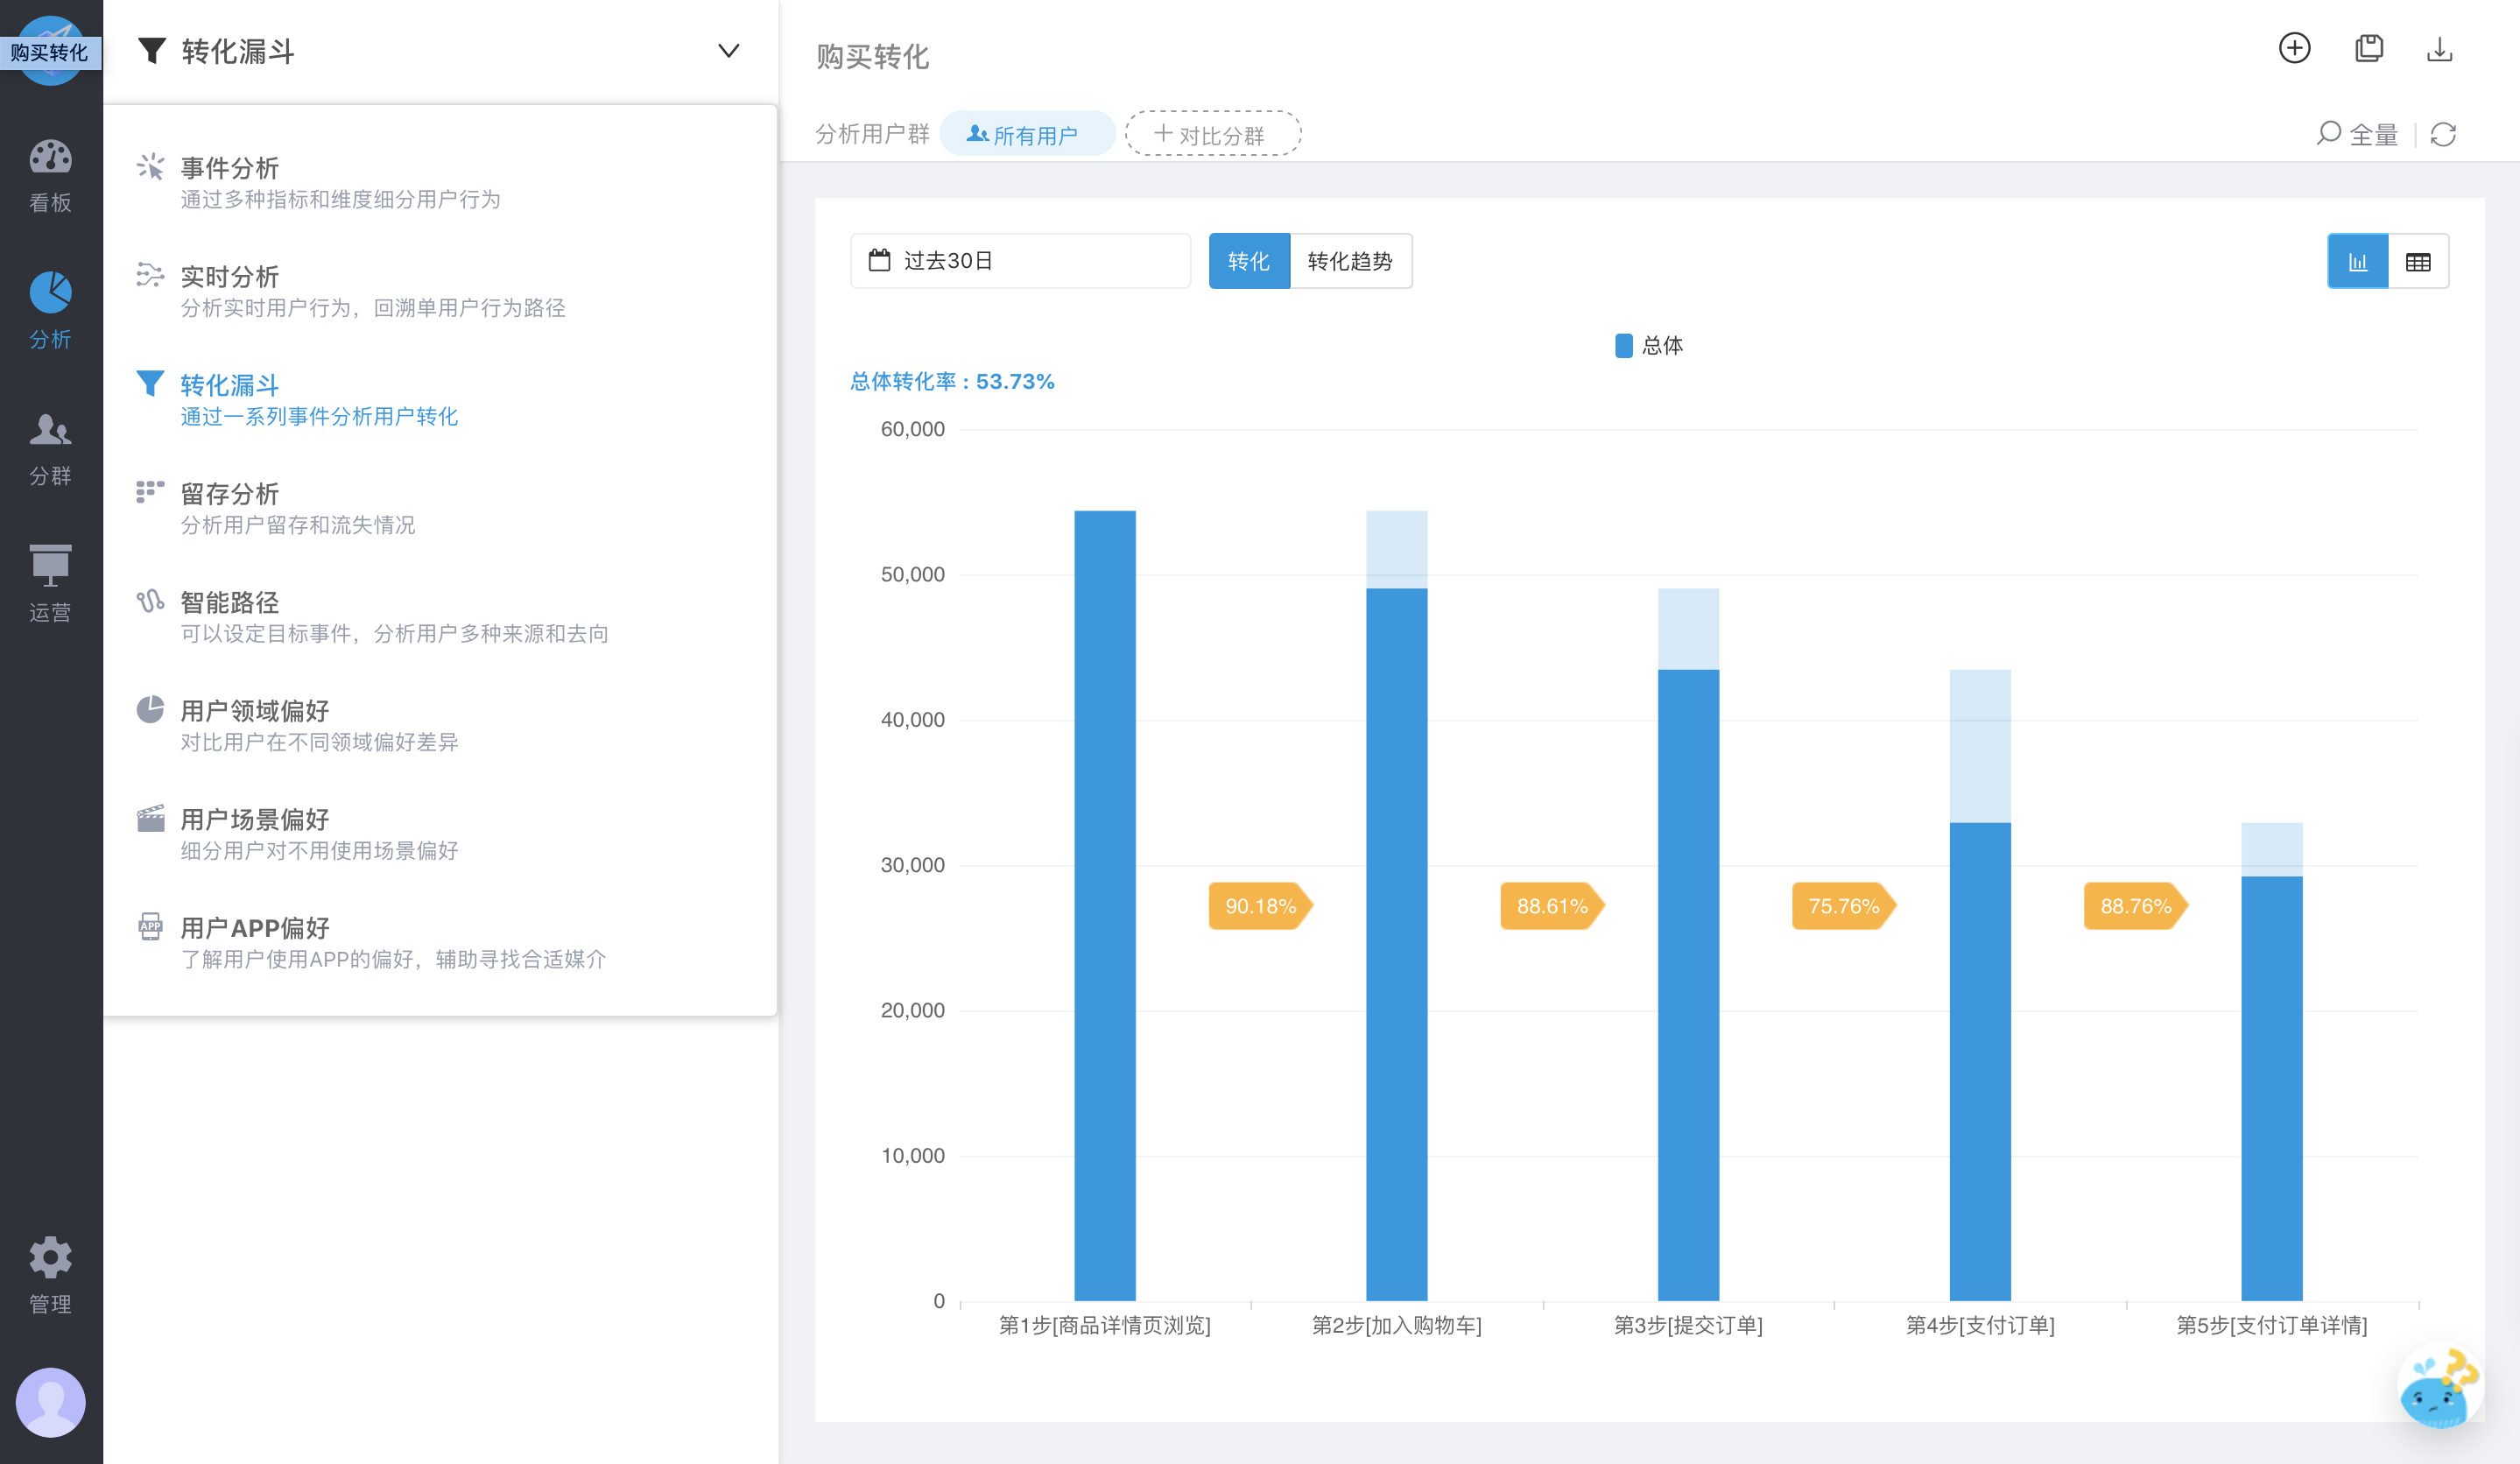 购买转化
看板
分析
分群
运营
管理
转化漏斗
事件分析
通过多种指标和维度细分用户行为
实时分析
分析实时用户行为，回溯单用户行为路径
转化漏斗
通过一系列事件分析用户转化
留存分析
分析用户留存和流失情况
智能路径
可以设定目标事件，分析用户多种来源和去向
用户领域偏好
对比用户在不同领域偏好差异
用户场景偏好
细分用户对不用使用场景偏好
APP
用户APP偏好
了解用户使用APP的偏好，辅助寻找合适媒介
购买转化
分析用户群 所有用户 + 对比分群 全量
过去30日 转化 转化趋势
总体
总体转化率 : 53.73%
60,000
50,000
40,000
30,000
20,000
10,000
0
90.18% 88.61% 75.76% 88.76%
第1步[商品详情页浏览] 第2步[加入购物车] 第3步[提交订单] 第4步[支付订单] 第5步[支付订单详情]
??